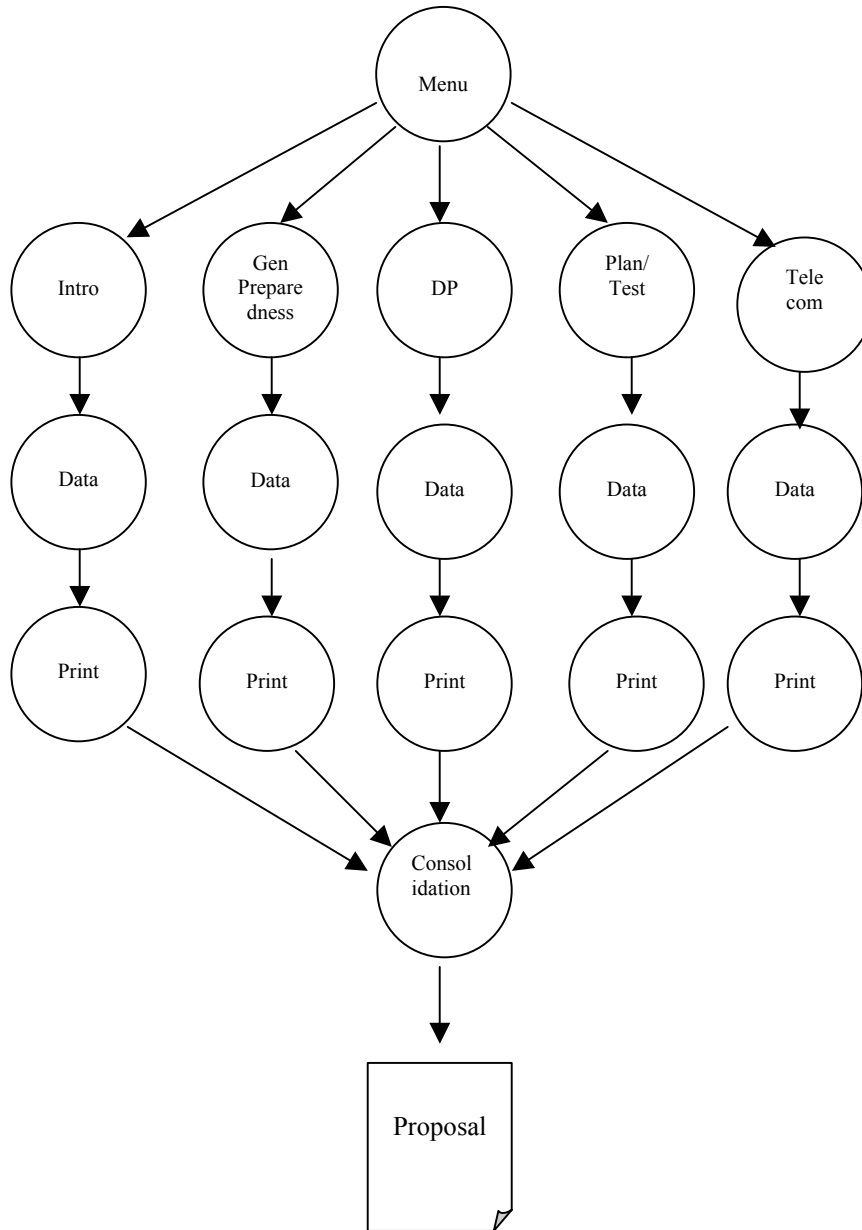 Menu
Intro
Gen
Prepare
dness
DP
Plan/
Test
Tele
com
Data
Data
Data
Data
Data
Print
Print
Print
Print
Print
Consol
idation
Proposal